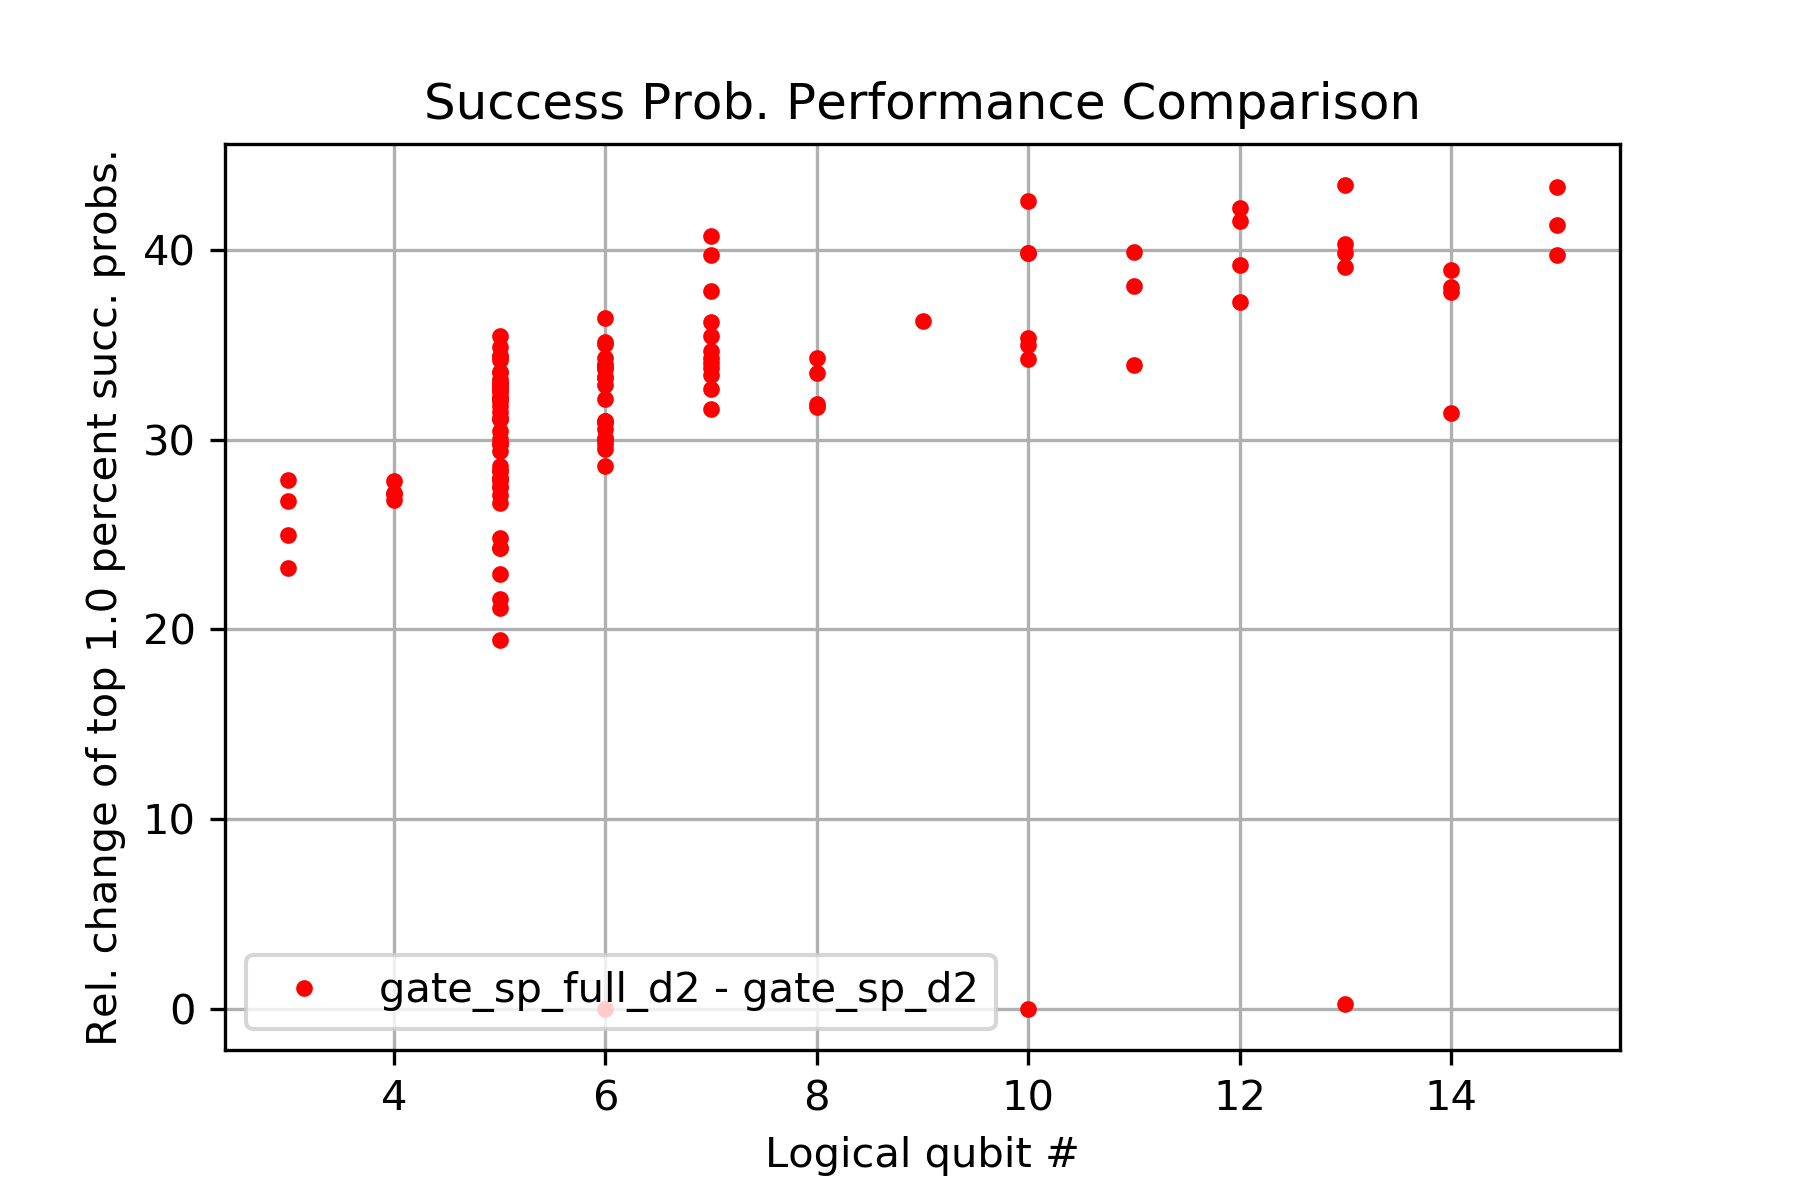 Success Prob. Performance Comparison
Rel. change of top 1.0 percent succ. probs.
40
30
20
10
0
gate_sp_full_d2 - gate_sp_d2
4 6 8 10 12 14
Logical qubit #